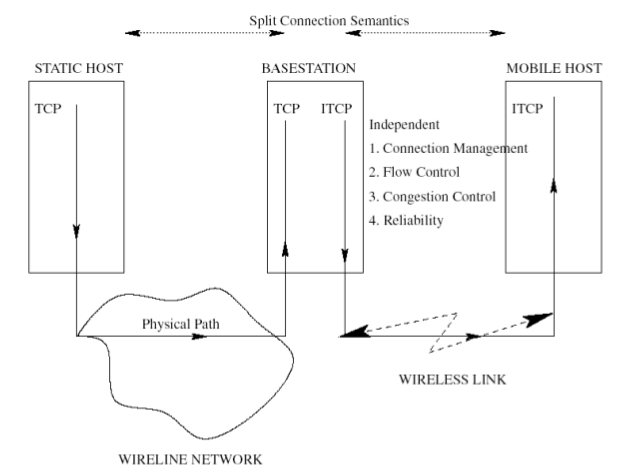 Split Connection Semantics
STATIC HOST
BASESTATION
MOBILE HOST
TCP
TCP
ITCP
ITCP
Independent
1. Connection Management
2. Flow Control
3. Congestion Control
4. Reliability
Physical Path
WIRELESS LINK
WIRELINE NETWORK